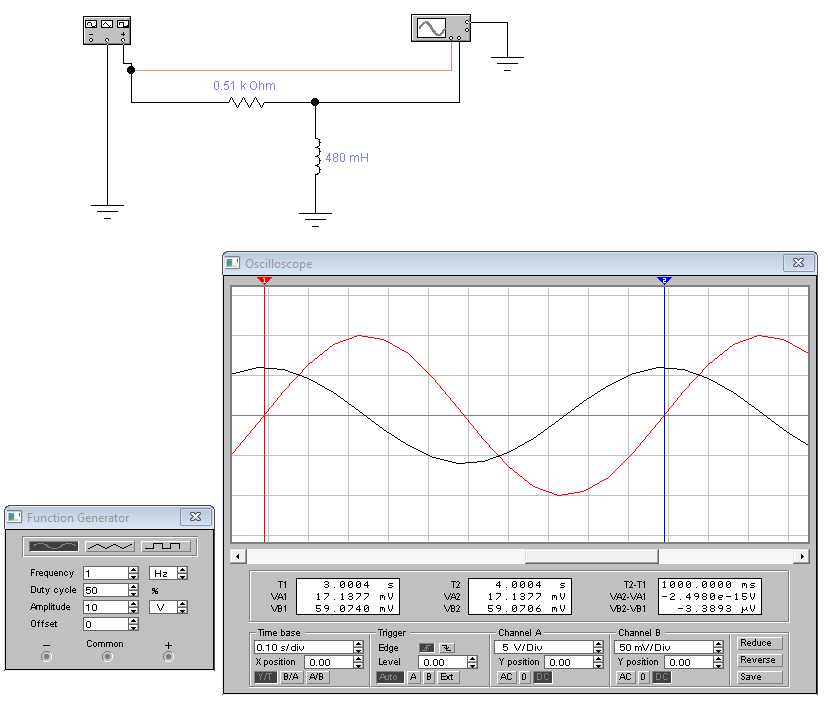 0.51 k Ohm
480 mH
Oscilloscope
1
2
T1 3.0004 s
VA1 17.1377 mV
VB1 59.0740 mV
T2 4.0004 s
VA2 17.1377 mV
VB2 59.0706 mV
T2-T1 1000.0000 ms
VA2-VA1 -2.4980e-15V
VB2-VB1 -3.3893 µV
Time base
0.10 s/div
X position 0.00
Y/T B/A A/B
Trigger
Edge
Level 0.00
Auto A B Ext
Channel A
5 V/Div
Y position 0.00
AC 0 DC
Channel B
50 mV/Div
Y position 0.00
AC 0 DC
Reduce
Reverse
Save
Function Generator
Frequency 1 Hz
Duty cycle 50 %
Amplitude 10 V
Offset 0
− Common +